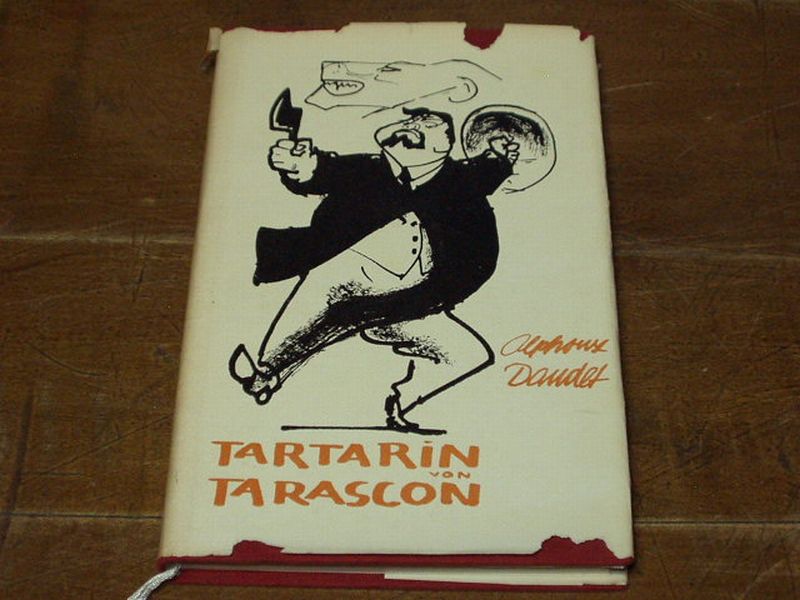 Alphonse
Daudet
TARTARiN
VON
TARASCON